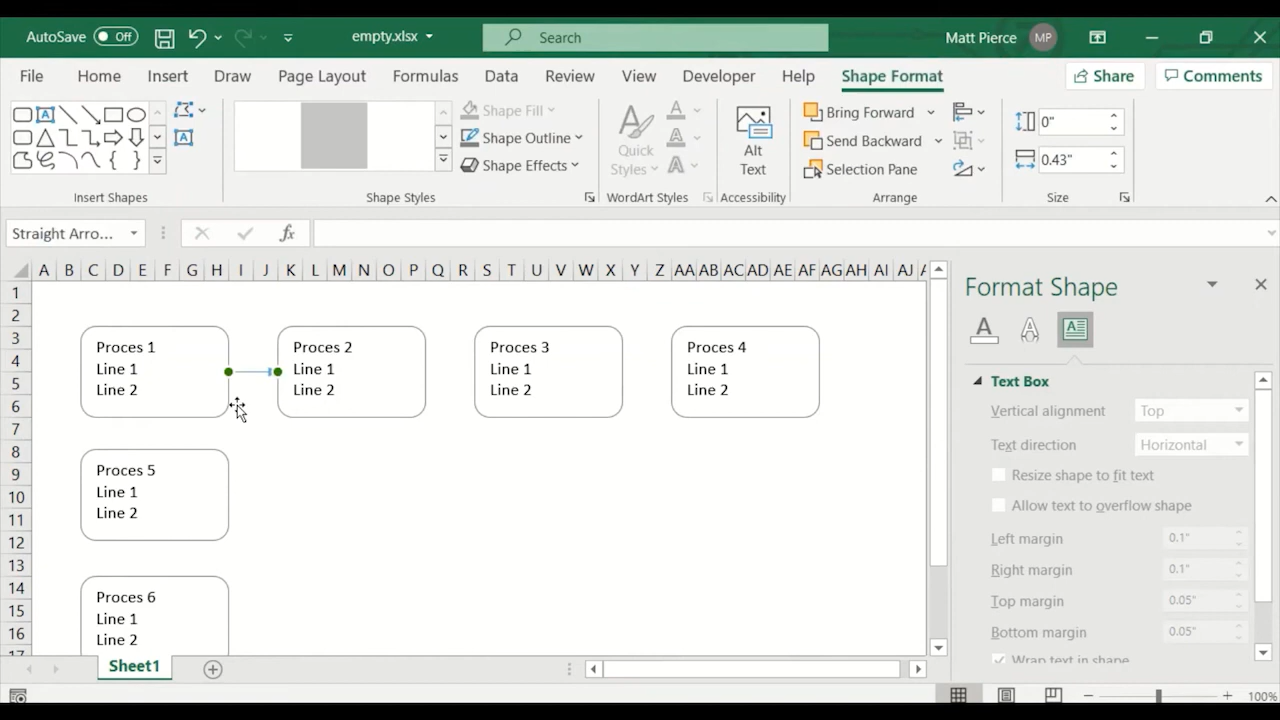 AutoSave Off empty.xlsx Search Matt Pierce MP
File Home Insert Draw Page Layout Formulas Data Review View Developer Help Shape Format Share Comments
Shape Fill
Shape Outline
Shape Effects
Quick
Styles
A
A
A
Alt
Text
Bring Forward
Send Backward
Selection Pane
0"
0.43"
Insert Shapes Shape Styles WordArt Styles Accessibility Arrange Size
Straight Arro... fx
A B C D E F G H I J K L M N O P Q R S T U V W X Y Z AA AB AC AD AE AF AG AH AI AJ
1
2
3
4
5
6
7
8
9
10
11
12
13
14
15
16
17
Proces 1
Line 1
Line 2
Proces 2
Line 1
Line 2
Proces 3
Line 1
Line 2
Proces 4
Line 1
Line 2
Proces 5
Line 1
Line 2
Proces 6
Line 1
Line 2
Format Shape
Text Box
Vertical alignment Top
Text direction Horizontal
Resize shape to fit text
Allow text to overflow shape
Left margin 0.1"
Right margin 0.1"
Top margin 0.05"
Bottom margin 0.05"
Wrap text in shape
Sheet1
100%